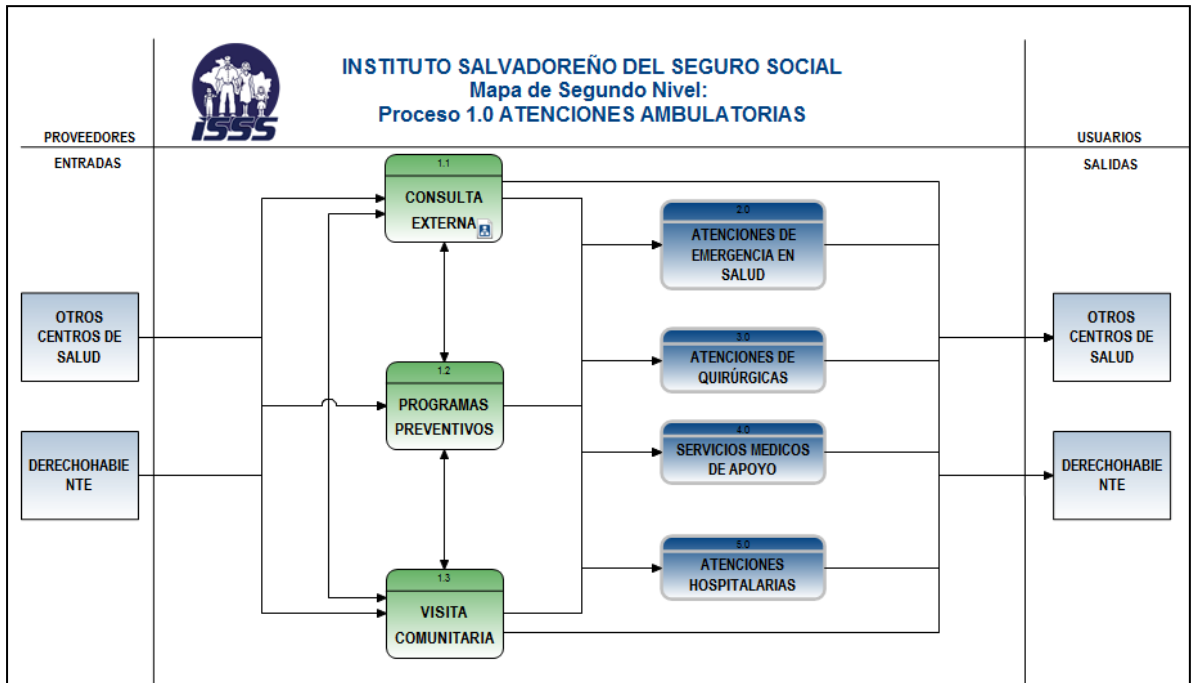 INSTITUTO SALVADOREÑO DEL SEGURO SOCIAL
Mapa de Segundo Nivel:
Proceso 1.0 ATENCIONES AMBULATORIAS
ISSS
PROVEEDORES
ENTRADAS
USUARIOS
SALIDAS
OTROS
CENTROS DE
SALUD
DERECHOHABIE
NTE
1.1
CONSULTA
EXTERNA
1.2
PROGRAMAS
PREVENTIVOS
1.3
VISITA
COMUNITARIA
2.0
ATENCIONES DE
EMERGENCIA EN
SALUD
3.0
ATENCIONES DE
QUIRÚRGICAS
4.0
SERVICIOS MEDICOS
DE APOYO
5.0
ATENCIONES
HOSPITALARIAS
OTROS
CENTROS DE
SALUD
DERECHOHABIE
NTE